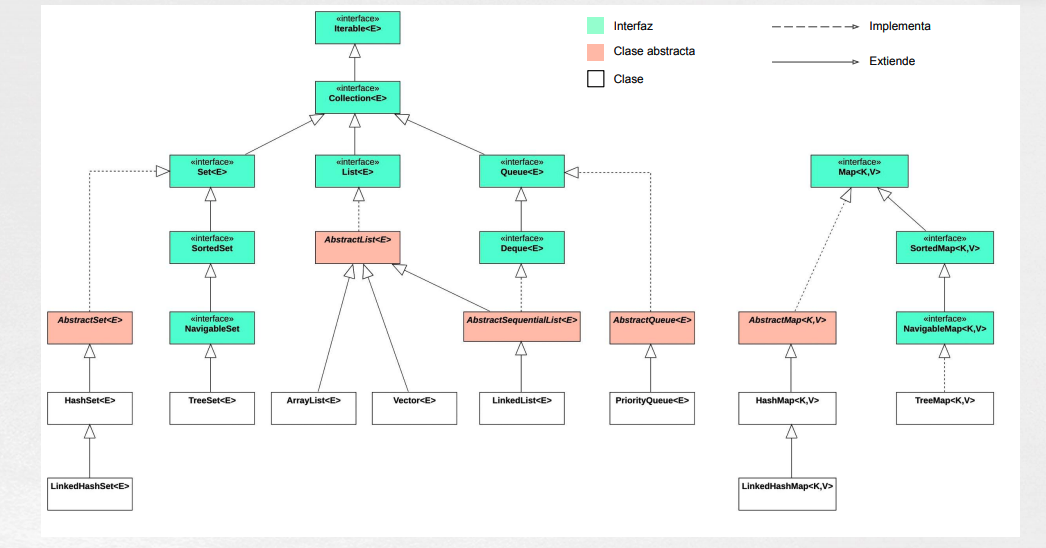 «interface»
Iterable<E>
Interfaz
Implementa
Clase abstracta
Extiende
Clase
«interface»
Collection<E>
«interface»
Set<E>
«interface»
List<E>
«interface»
Queue<E>
«interface»
Map<K,V>
«interface»
SortedSet
AbstractList<E>
«interface»
Deque<E>
«interface»
SortedMap<K,V>
AbstractSet<E>
«interface»
NavigableSet
AbstractSequentialList<E>
AbstractQueue<E>
AbstractMap<K,V>
«interface»
NavigableMap<K,V>
HashSet<E>
TreeSet<E>
ArrayList<E>
Vector<E>
LinkedList<E>
PriorityQueue<E>
HashMap<K,V>
TreeMap<K,V>
LinkedHashSet<E>
LinkedHashMap<K,V>